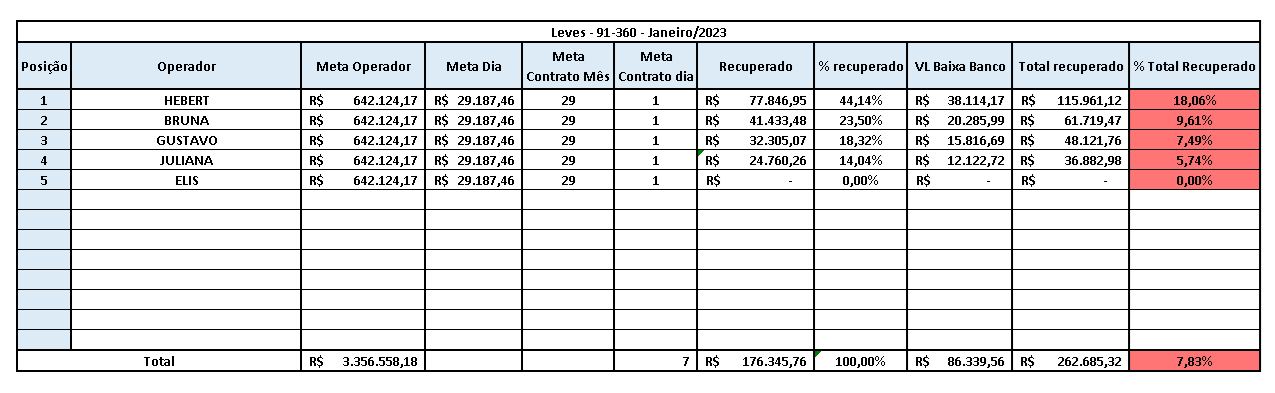 Leves - 91-360 - Janeiro/2023
Posição Operador Meta Operador Meta Dia Meta Contrato Mês Meta Contrato dia Recuperado % recuperado VL Baixa Banco Total recuperado % Total Recuperado
1 HEBERT R$ 642.124,17 R$ 29.187,46 29 1 R$ 77.846,95 44,14% R$ 38.114,17 R$ 115.961,12 18,06%
2 BRUNA R$ 642.124,17 R$ 29.187,46 29 1 R$ 41.433,48 23,50% R$ 20.285,99 R$ 61.719,47 9,61%
3 GUSTAVO R$ 642.124,17 R$ 29.187,46 29 1 R$ 32.305,07 18,32% R$ 15.816,69 R$ 48.121,76 7,49%
4 JULIANA R$ 642.124,17 R$ 29.187,46 29 1 R$ 24.760,26 14,04% R$ 12.122,72 R$ 36.882,98 5,74%
5 ELIS R$ 642.124,17 R$ 29.187,46 29 1 R$ - 0,00% R$ - R$ - 0,00%
Total R$ 3.356.558,18 7 R$ 176.345,76 100,00% R$ 86.339,56 R$ 262.685,32 7,83%